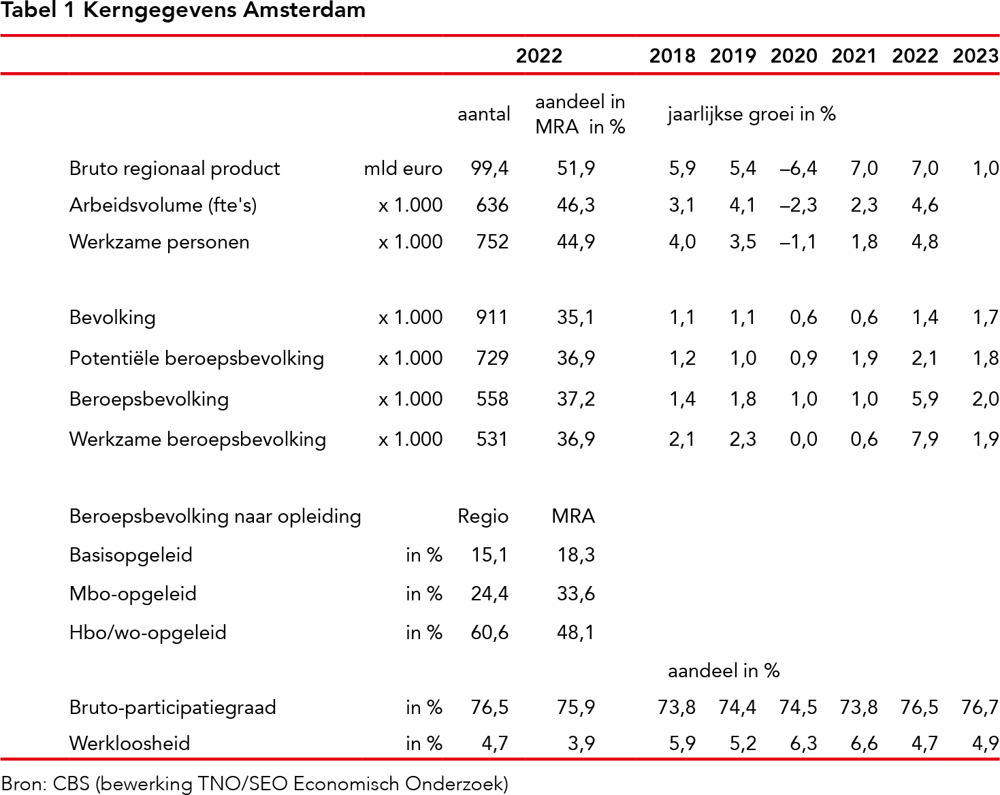 Tabel 1 Kerngegevens Amsterdam
2022 2018 2019 2020 2021 2022 2023
aantal aandeel in MRA  in % jaarlijkse groei in %
Bruto regionaal product mld euro 99,4 51,9 5,9 5,4 –6,4 7,0 7,0 1,0
Arbeidsvolume (fte's) x 1.000 636 46,3 3,1 4,1 –2,3 2,3 4,6
Werkzame personen x 1.000 752 44,9 4,0 3,5 –1,1 1,8 4,8
Bevolking x 1.000 911 35,1 1,1 1,1 0,6 0,6 1,4 1,7
Potentiële beroepsbevolking x 1.000 729 36,9 1,2 1,0 0,9 1,9 2,1 1,8
Beroepsbevolking x 1.000 558 37,2 1,4 1,8 1,0 1,0 5,9 2,0
Werkzame beroepsbevolking x 1.000 531 36,9 2,1 2,3 0,0 0,6 7,9 1,9
Beroepsbevolking naar opleiding Regio MRA
Basisopgeleid in % 15,1 18,3
Mbo-opgeleid in % 24,4 33,6
Hbo/wo-opgeleid in % 60,6 48,1
aandeel in %
Bruto-participatiegraad in % 76,5 75,9 73,8 74,4 74,5 73,8 76,5 76,7
Werkloosheid in % 4,7 3,9 5,9 5,2 6,3 6,6 4,7 4,9
Bron: CBS (bewerking TNO/SEO Economisch Onderzoek)